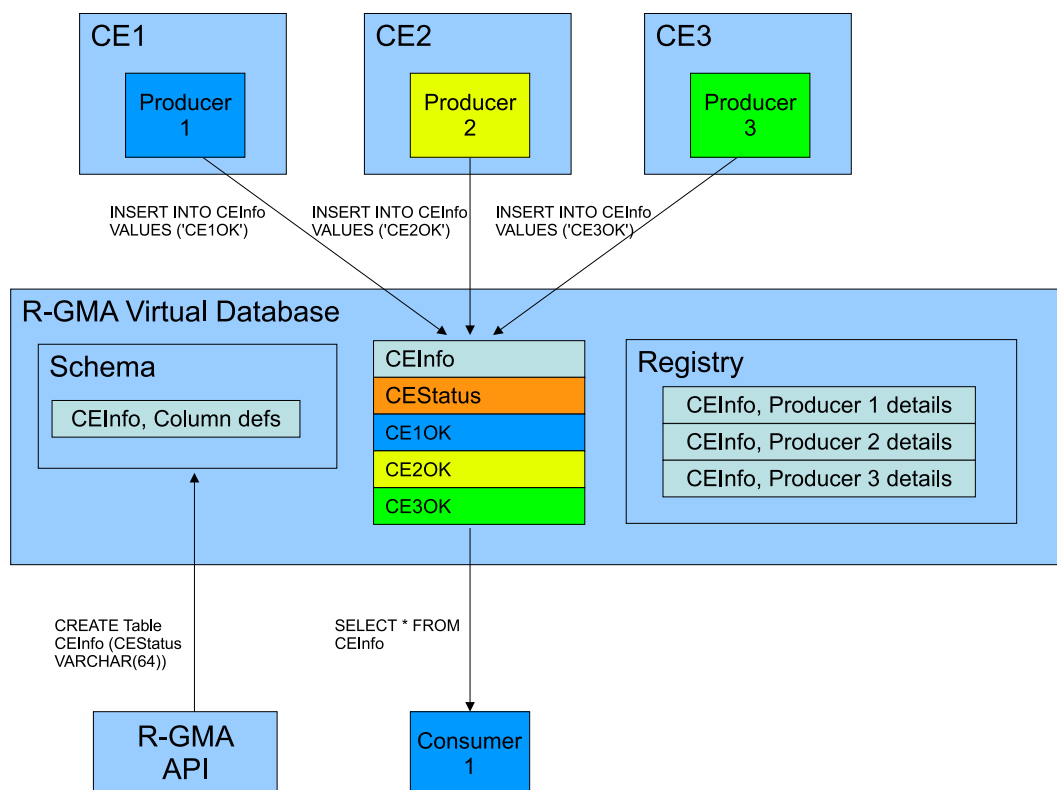 CE1
CE2
CE3
Producer
1
Producer
2
Producer
3
INSERT INTO CEInfo
VALUES ('CE1OK')
INSERT INTO CEInfo
VALUES ('CE2OK')
INSERT INTO CEInfo
VALUES ('CE3OK')
R-GMA Virtual Database
Schema
CEInfo, Column defs
CEInfo
CEStatus
CE1OK
CE2OK
CE3OK
Registry
CEInfo, Producer 1 details
CEInfo, Producer 2 details
CEInfo, Producer 3 details
CREATE Table
CEInfo (CEStatus
VARCHAR(64))
SELECT * FROM
CEInfo
R-GMA
API
Consumer
1